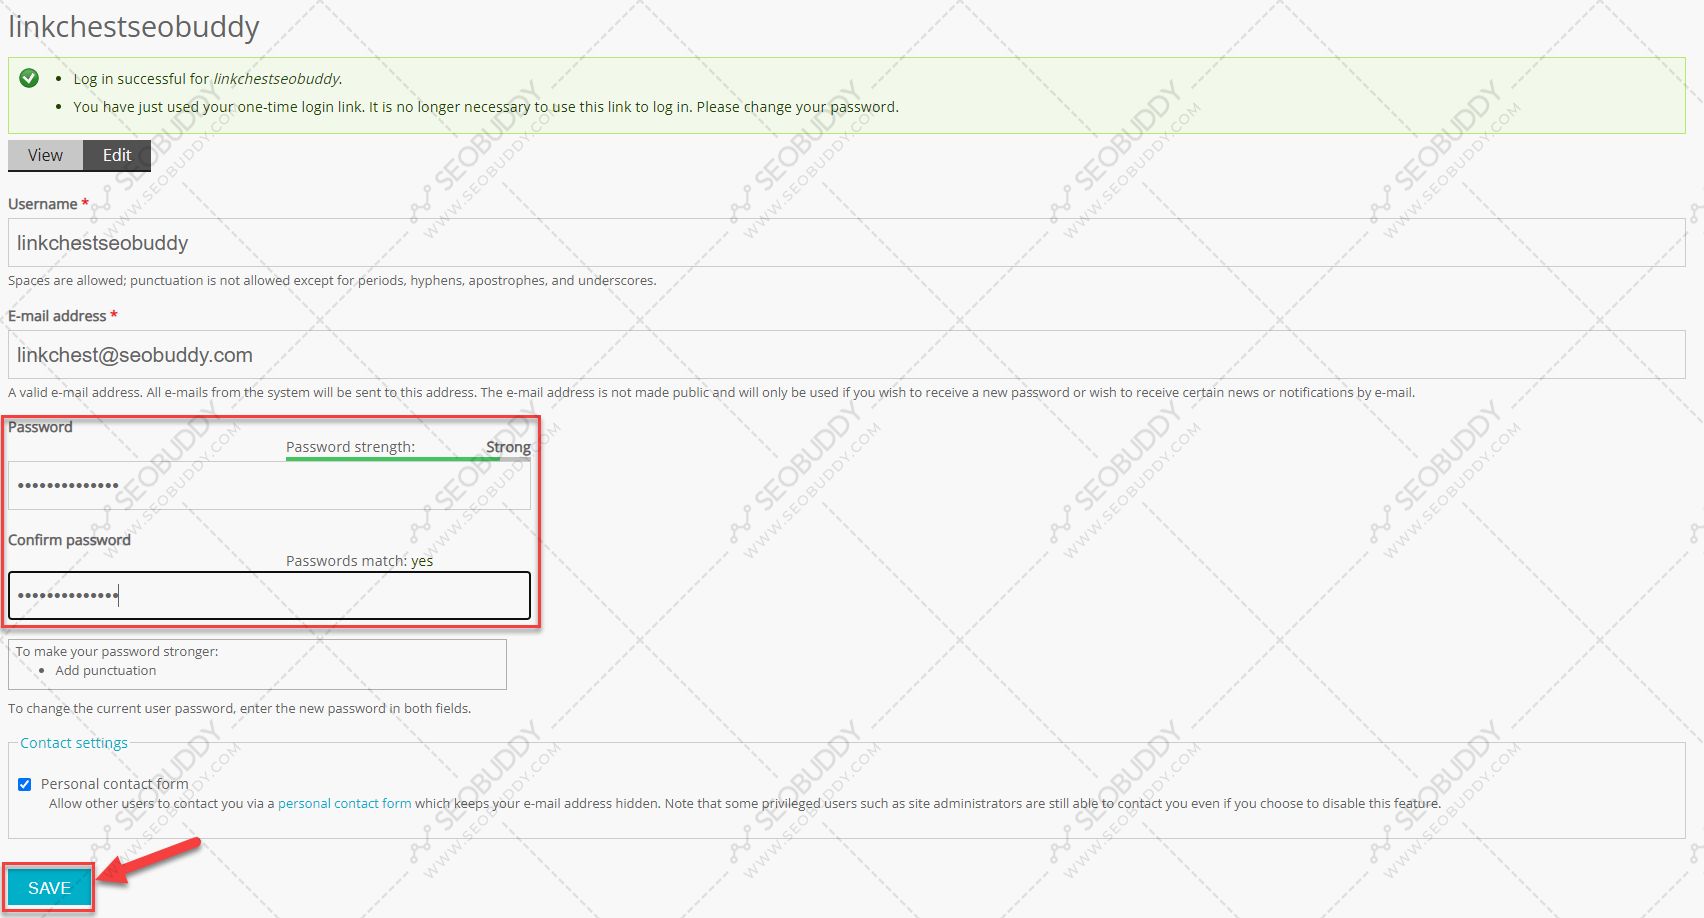 linkchestseobuddy
Log in successful for linkchestseobuddy.
You have just used your one-time login link. It is no longer necessary to use this link to log in. Please change your password.
View Edit
Username *
linkchestseobuddy
Spaces are allowed; punctuation is not allowed except for periods, hyphens, apostrophes, and underscores.
E-mail address *
linkchest@seobuddy.com
A valid e-mail address. All e-mails from the system will be sent to this address. The e-mail address is not made public and will only be used if you wish to receive a new password or wish to receive certain news or notifications by e-mail.
Password
Password strength: Strong
••••••••••••••
Confirm password
Passwords match: yes
••••••••••••••
To make your password stronger:
Add punctuation
To change the current user password, enter the new password in both fields.
Contact settings
Personal contact form
Allow other users to contact you via a personal contact form which keeps your e-mail address hidden. Note that some privileged users such as site administrators are still able to contact you even if you choose to disable this feature.
SAVE
SEOBUDDY
WWW.SEOBUDDY.COM